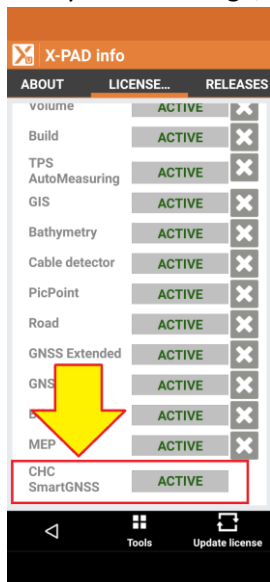 X-PAD info
ABOUT LICENSE... RELEASES
Volume ACTIVE
Build ACTIVE
TPS
AutoMeasuring ACTIVE
GIS ACTIVE
Bathymetry ACTIVE
Cable detector ACTIVE
PicPoint ACTIVE
Road ACTIVE
GNSS Extended ACTIVE
ACTIVE
ACTIVE
MEP ACTIVE
CHC
SmartGNSS ACTIVE
Tools Update license